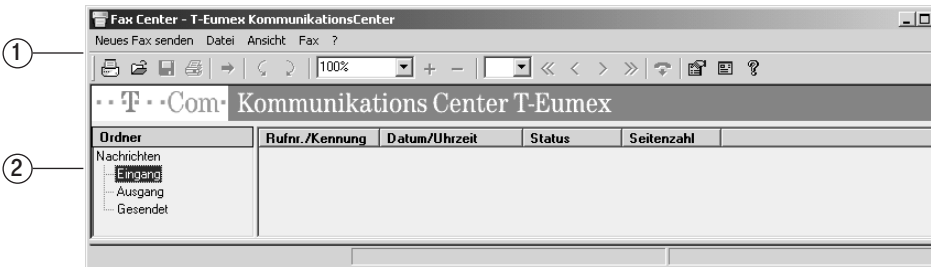 Fax Center - T-Eumex KommunikationsCenter
Neues Fax senden Datei Ansicht Fax ?
1
100%
T Com Kommunikations Center T-Eumex
Ordner Rufnr./Kennung Datum/Uhrzeit Status Seitenzahl
Nachrichten
2
Eingang
Ausgang
Gesendet